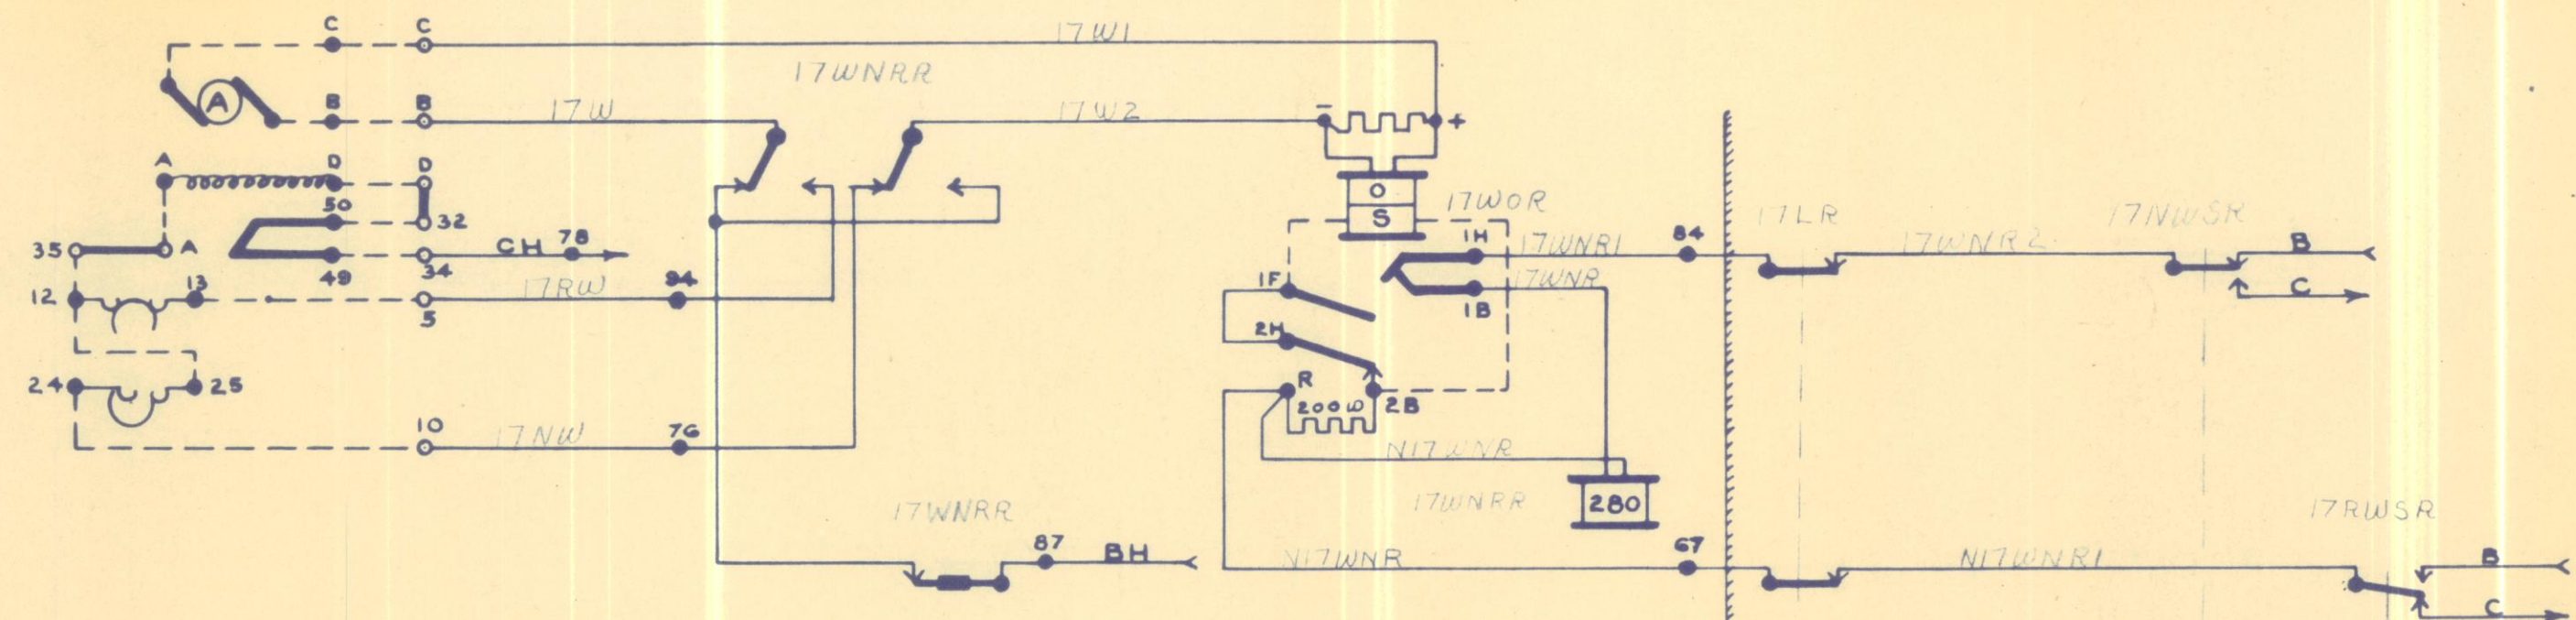 C C 17W1
17WNRR
A B B 17W 17W2 - +
A D D O
50 32 S 17WOR 17LR 17NWSR
35 A CH 78 1H 17WNR1 84 17WNR2 B
49 34 1F 17WNR C
12 13 17RW 94 1B
5 2H
24 25 R 200ω 2B
10 17NW 76 N17WNR
17WNRR 17WNRR 280 17RWSR
87 BH N17WNR 67 N17WNR1 B
C